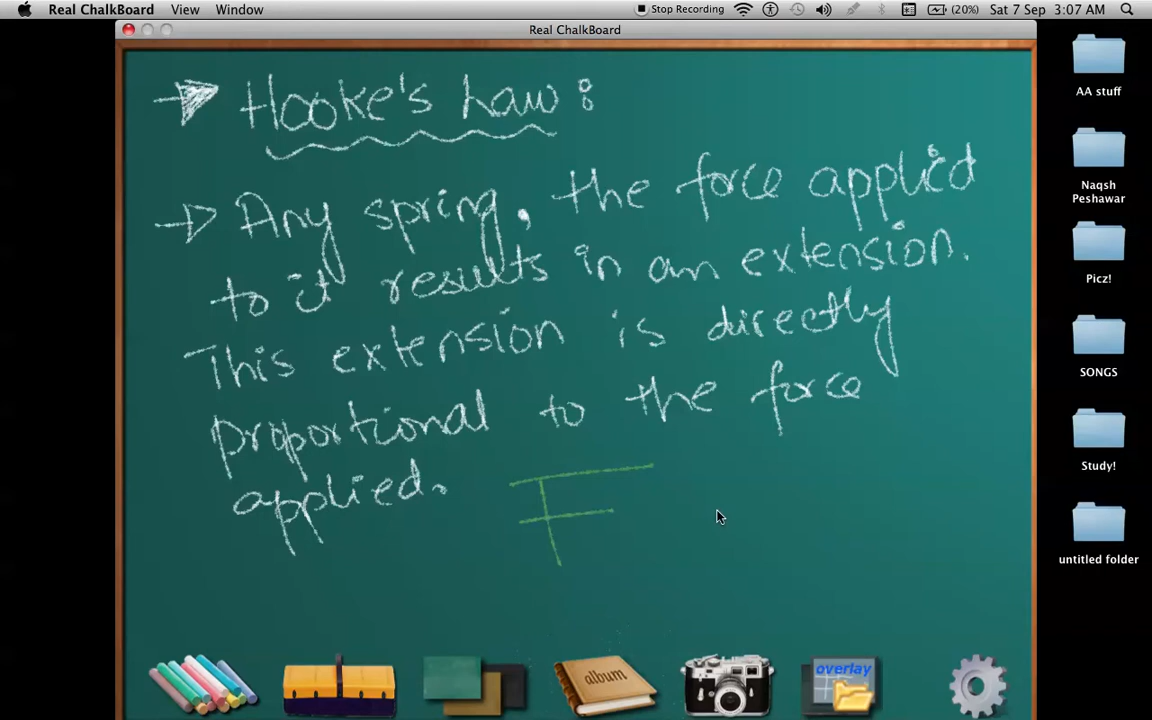 Real ChalkBoard View Window Stop Recording (20%) Sat 7 Sep 3:07 AM
Real ChalkBoard
Hooke's Law:
Any spring, the force applied
to it results in an extension.
This extension is directly
proportional to the force
applied.
F
AA stuff
Naqsh
Peshawar
Picz!
SONGS
Study!
untitled folder
album
overlay